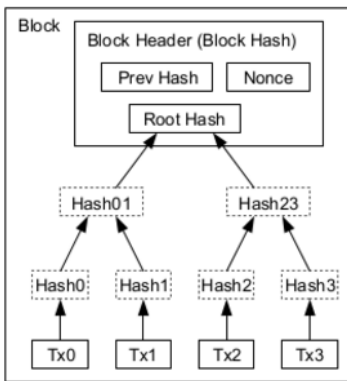 Block
Block Header (Block Hash)
Prev Hash Nonce
Root Hash
Hash01 Hash23
Hash0 Hash1 Hash2 Hash3
Tx0 Tx1 Tx2 Tx3